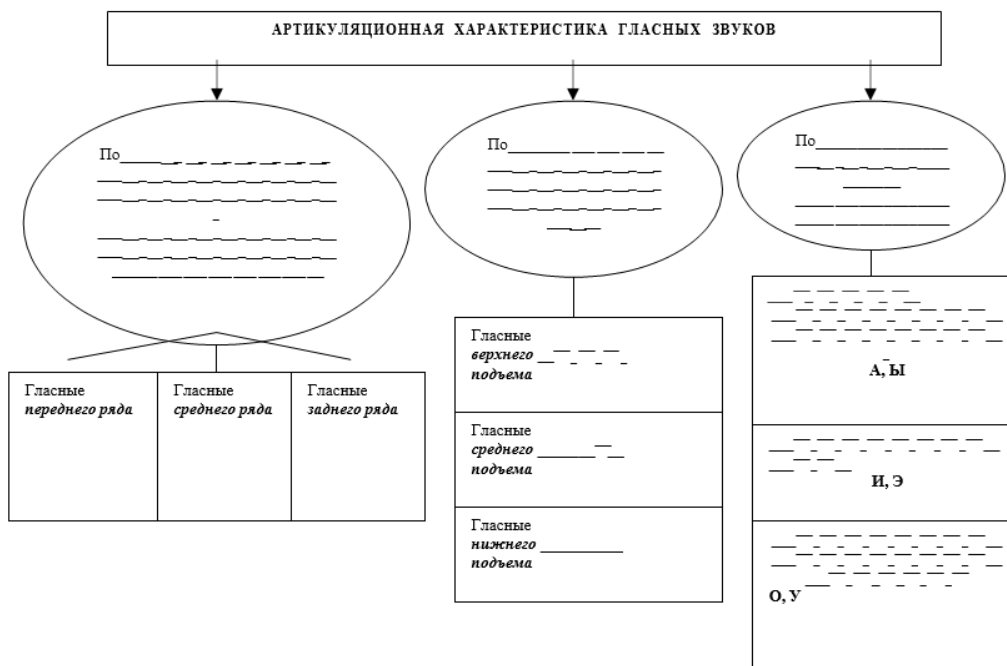 АРТИКУЛЯЦИОННАЯ ХАРАКТЕРИСТИКА ГЛАСНЫХ ЗВУКОВ
По
По
По
Гласные
переднего ряда
Гласные
среднего ряда
Гласные
заднего ряда
Гласные
верхнего
подъема
Гласные
среднего
подъема
Гласные
нижнего
подъема
А, Ы
И, Э
О, У